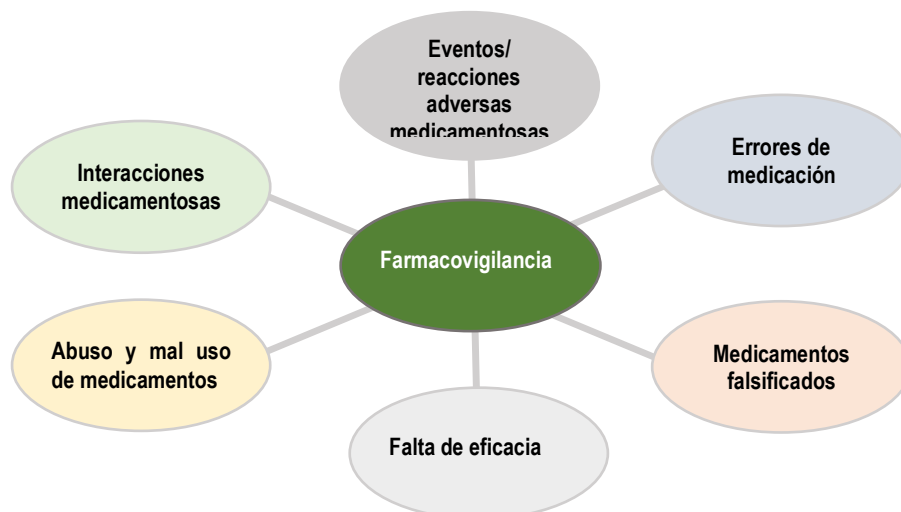 Eventos/
reacciones
adversas
medicamentosas
Interacciones
medicamentosas
Errores de
medicación
Farmacovigilancia
Abuso y mal uso
de medicamentos
Medicamentos
falsificados
Falta de eficacia